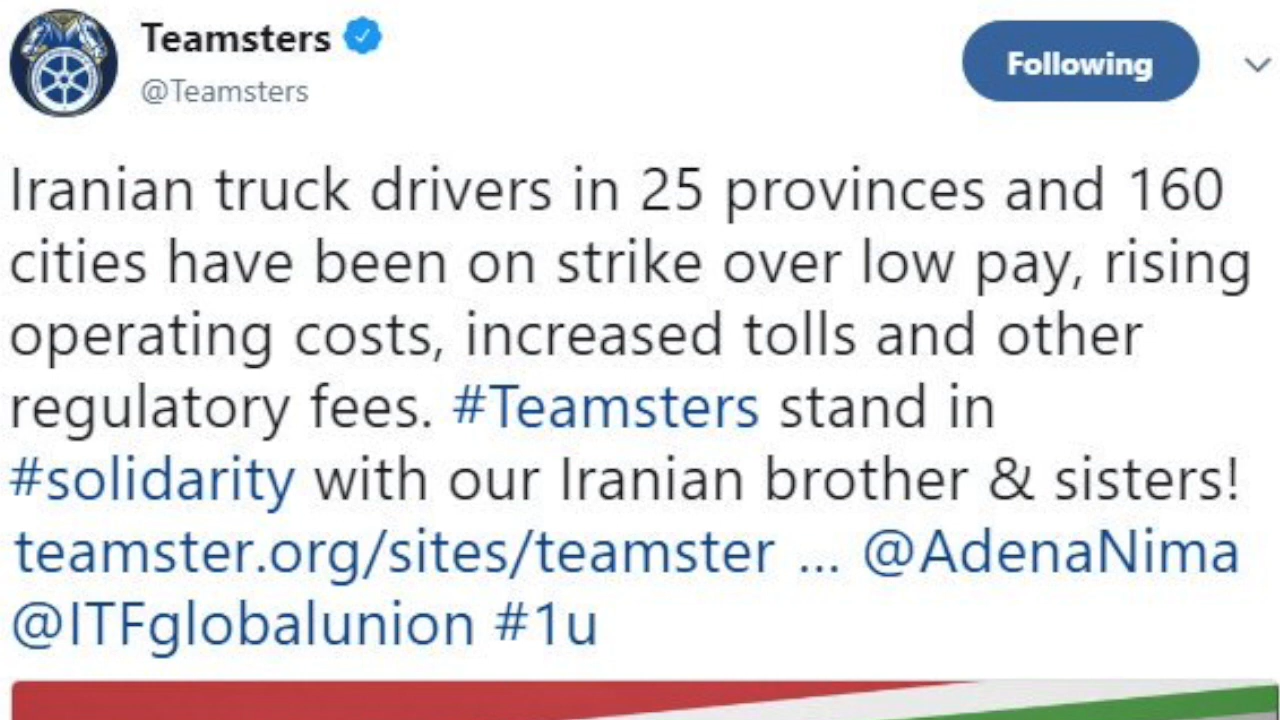 Teamsters
@Teamsters
Following
Iranian truck drivers in 25 provinces and 160
cities have been on strike over low pay, rising
operating costs, increased tolls and other
regulatory fees. #Teamsters stand in
#solidarity with our Iranian brother & sisters!
teamster.org/sites/teamster ... @AdenaNima
@ITFglobalunion #1u